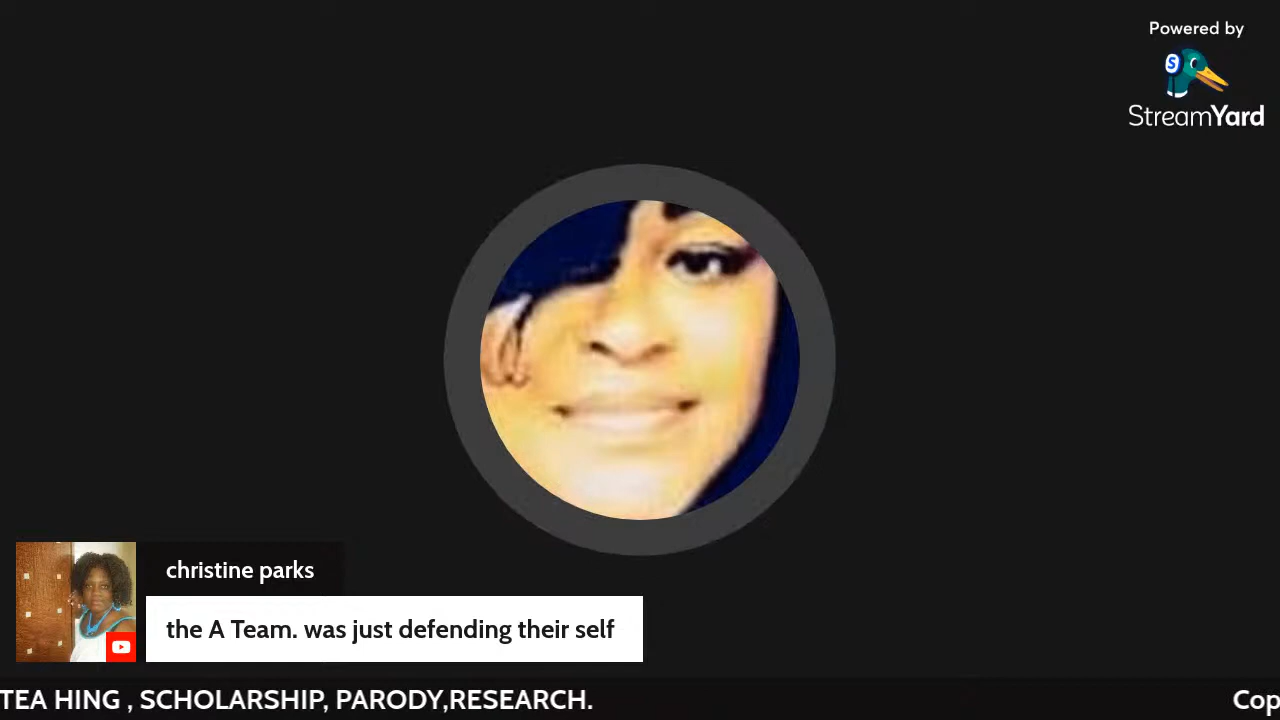 Powered by
StreamYard
christine parks
the A Team. was just defending their self
TEA HING , SCHOLARSHIP, PARODY,RESEARCH.
Cop